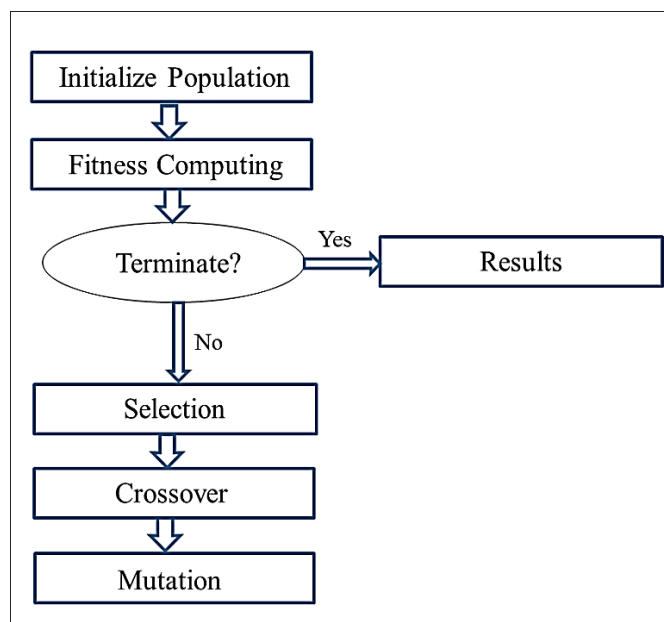 Initialize Population
Fitness Computing
Terminate?
Yes
Results
No
Selection
Crossover
Mutation